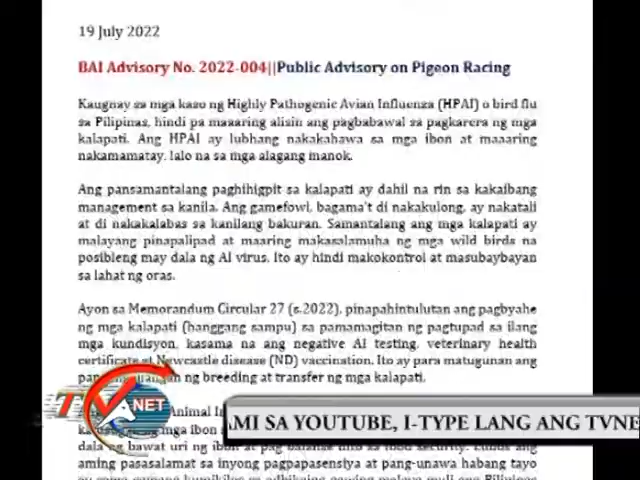 19 July 2022
BAI Advisory No. 2022-004||Public Advisory on Pigeon Racing
Kaugnay sa mga kaso ng Highly Pathogenic Avian Influenza (HPAI) o bird flu
sa Pilipinas, hindi pa maaaring alisin ang pagbabawal sa pagkarera ng mga
kalapati. Ang HPAI ay lubhang nakakahawa sa mga ibon at maaaring
nakamamatay, lalo na sa mga alagang manok.
Ang pansamantalang paghihigpit sa kalapati ay dahil na rin sa kakaibang
management sa kanila. Ang gamefowl, bagama't di nakakulong, ay nakatali
at di nakakalabas sa kanilang bakuran. Samantalang ang mga kalapati ay
malayang pinapalipad at maaring makasalamuha ng mga wild birds na
posibleng may dala ng AI virus. Ito ay hindi makokontrol at masubaybayan
sa lahat ng oras.
Ayon sa Memorandum Circular 27 (s.2022), pinapahintulutan ang pagbyahe
ng mga kalapati (hanggang sampu) sa pamamagitan ng pagtupad sa ilang
mga kundisyon, kasama na ang negative AI testing, veterinary health
certificate at Newcastle disease (ND) vaccination. Ito ay para matugunan ang
ng breeding at transfer ng mga kalapati.
Animal
TV NET
AMI SA YOUTUBE, I-TYPE LANG ANG TVNE
ng mga ibon
dala ng bawat uri ng ibon at pag
aming pasasalamat sa inyong pagpapasensiya at pang-unawa habang tayo